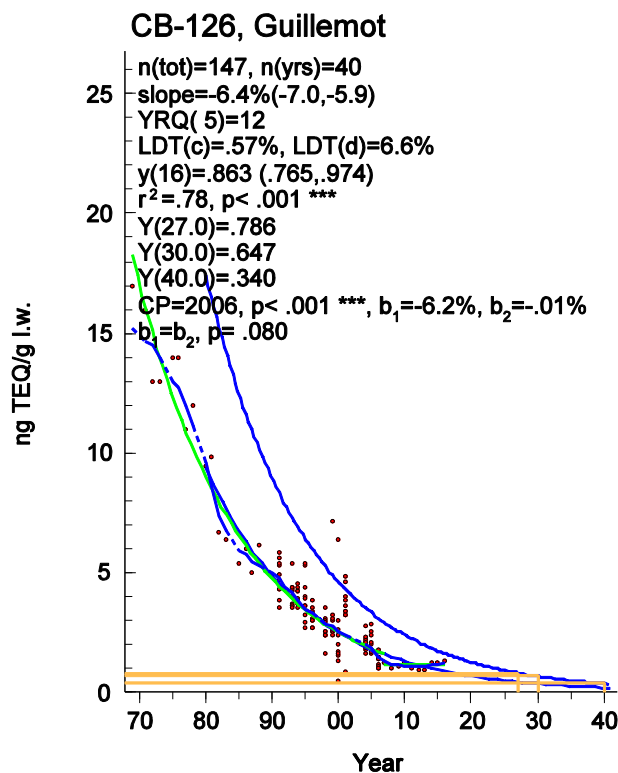 CB-126, Guillemot
n(tot)=147, n(yrs)=40
slope=-6.4%(-7.0,-5.9)
YRQ( 5)=12
LDT(c)=.57%, LDT(d)=6.6%
y(16)=.863 (.765,.974)
r²=.78, p< .001 ***
Y(27.0)=.786
Y(30.0)=.647
Y(40.0)=.340
CP=2006, p< .001 ***, b₁=-6.2%, b₂=-.01%
b₁=b₂, p= .080
ng TEQ/g l.w.
25
20
15
10
5
0
70 80 90 00 10 20 30 40
Year